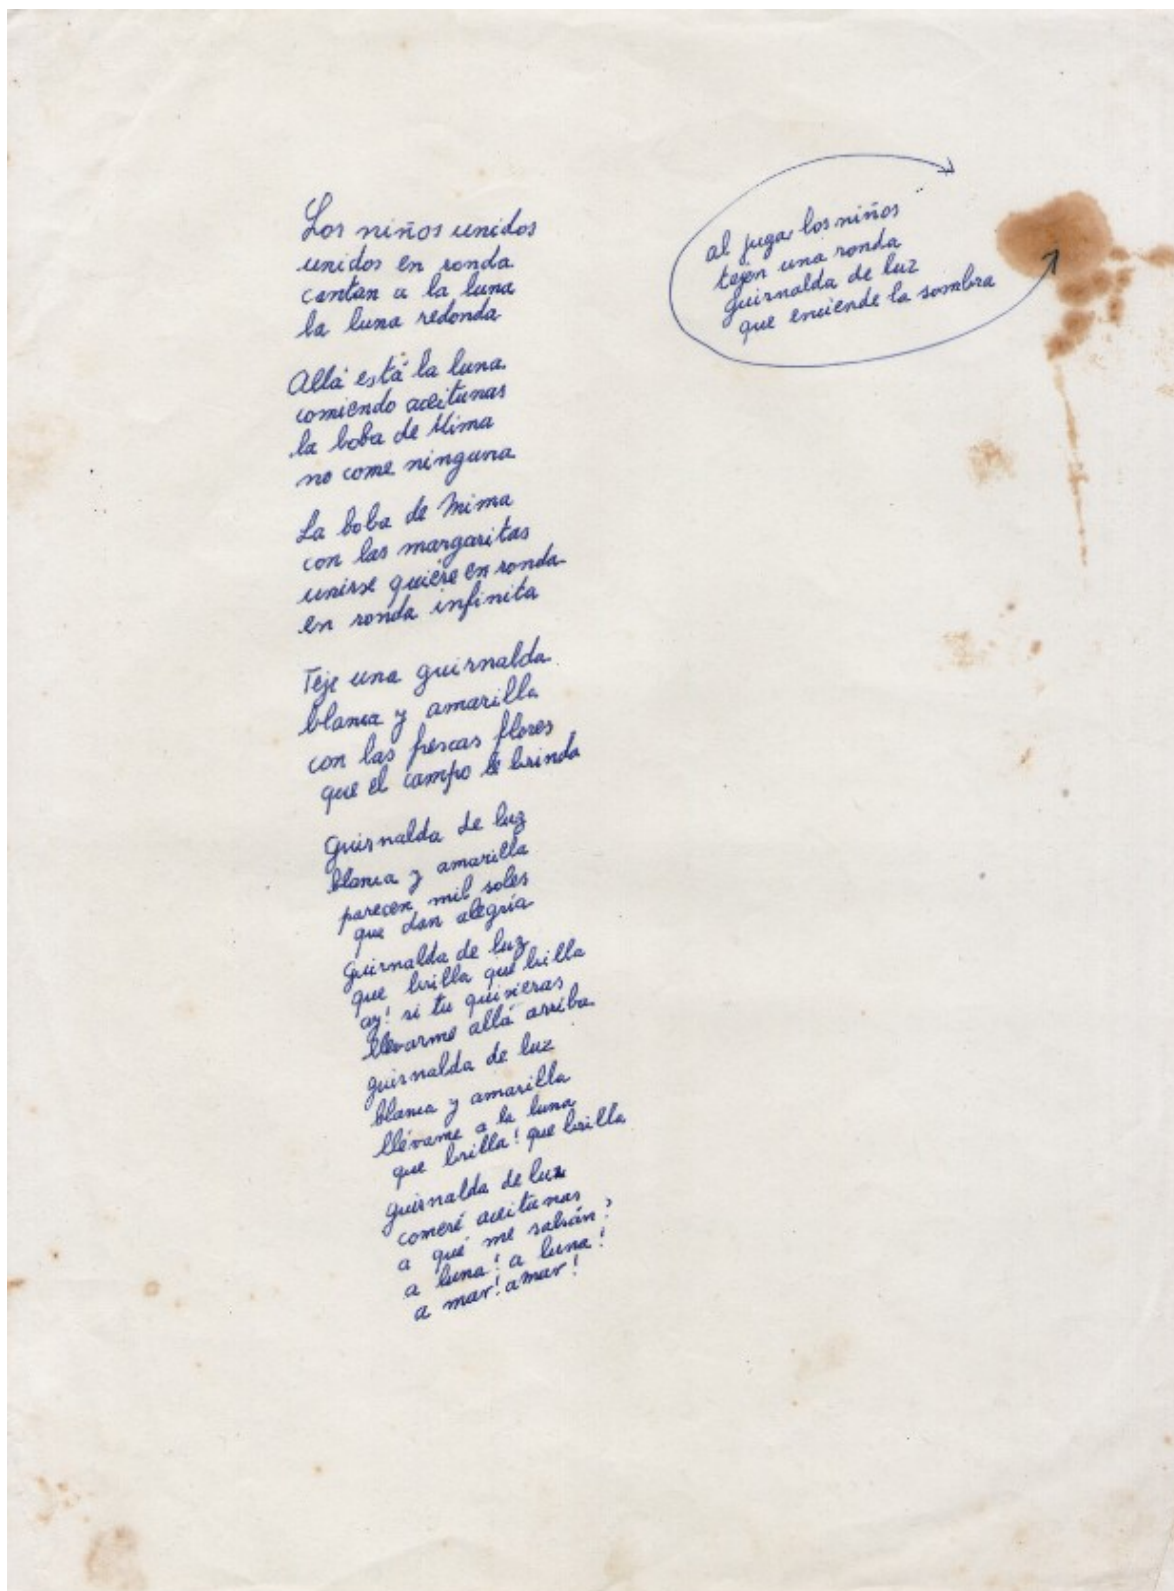 Los niños unidos
unidos en ronda
cantan a la luna
la luna redonda
Allá está la luna
comiendo aceitunas
la boba de Mima
no come ninguna
La boba de Mima
con las margaritas
unirse quiere en ronda
en ronda infinita
Teje una guirnalda
blanca y amarilla
con las frescas flores
que el campo le brinda
guirnalda de luz
blanca y amarilla
parecen mil soles
que dan alegría
guirnalda de luz
que brilla que brilla
ay! si tu quisieras
llevarme allá arriba
guirnalda de luz
blanca y amarilla
llévame a la luna
que brilla! que brilla
guirnalda de luz
comeré aceitunas
a qué me sabrán?
a luna! a luna!
a mar! a mar!
al jugar los niños
tejen una ronda
guirnalda de luz
que enciende la sombra